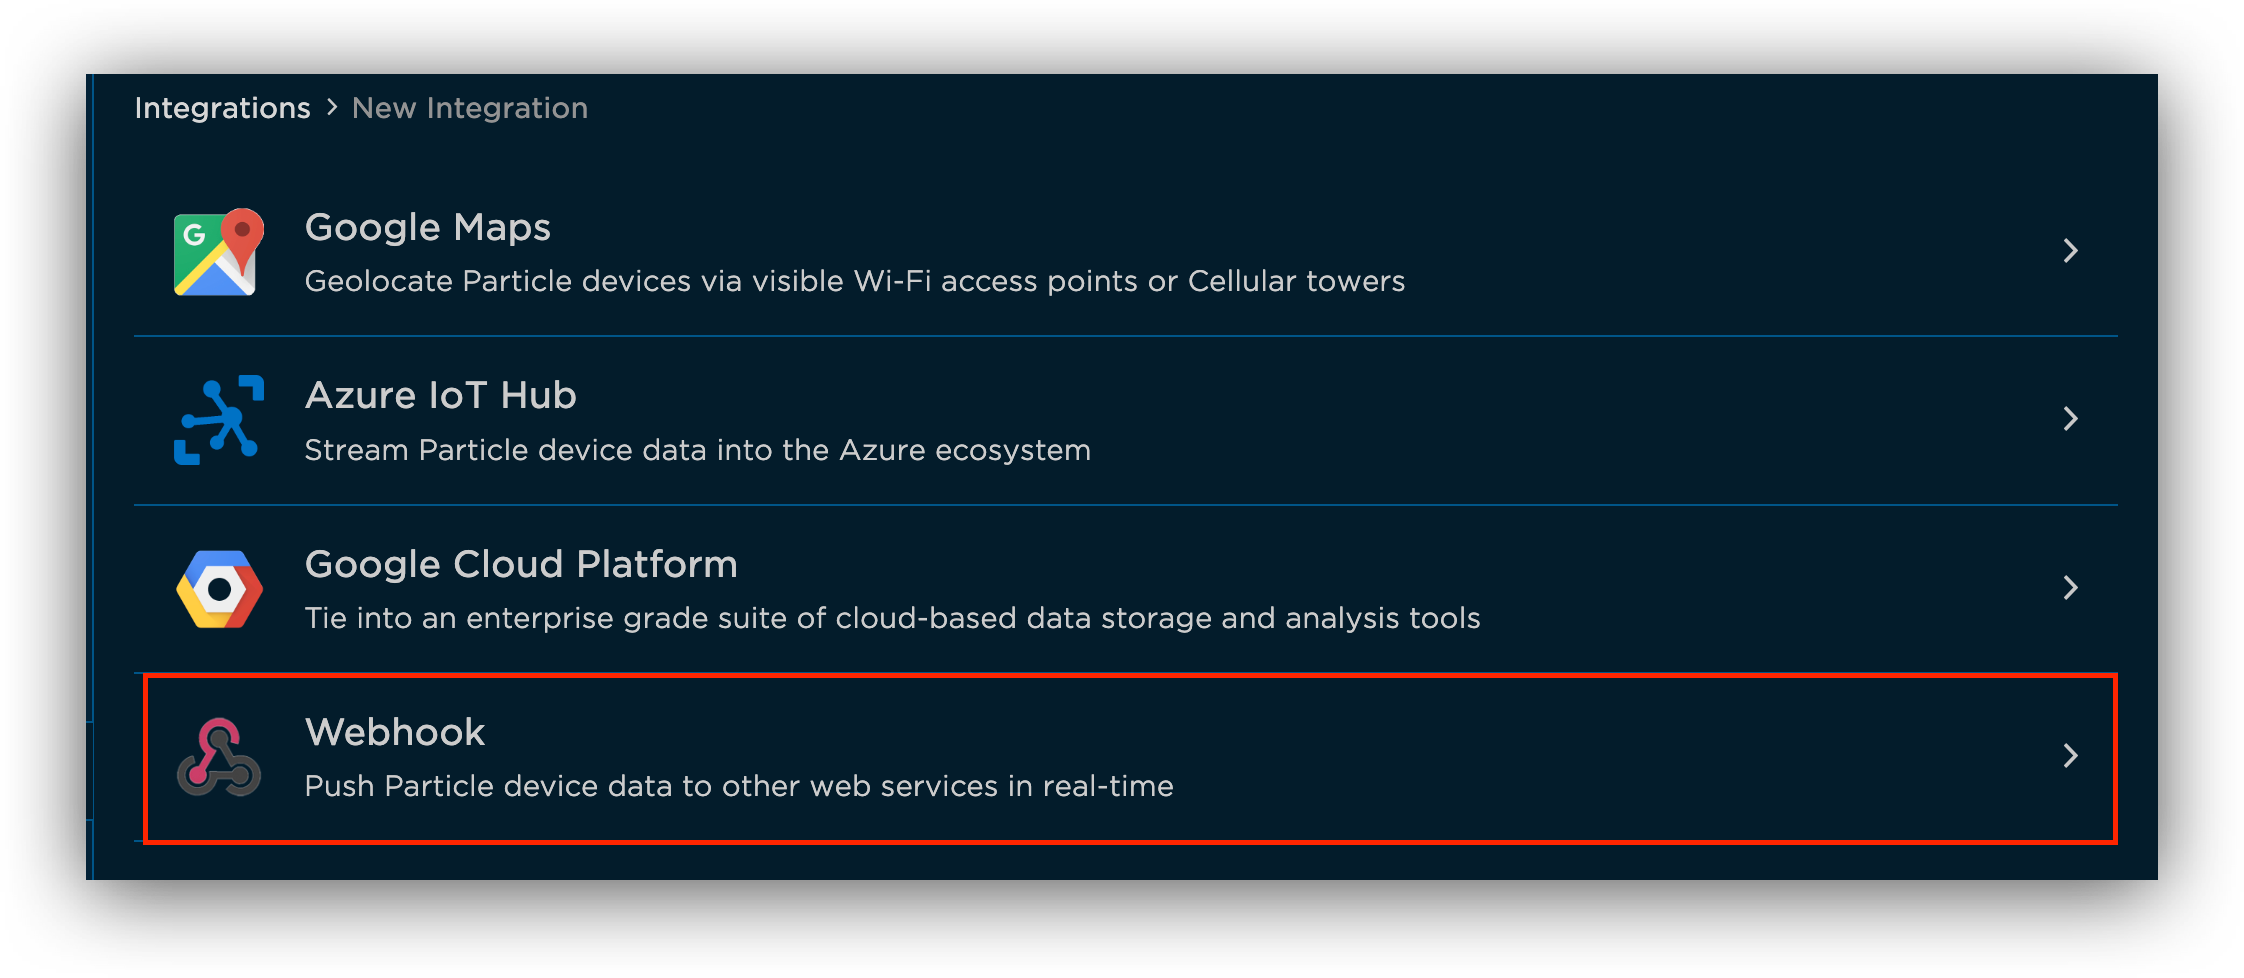 Integrations > New Integration
G
Google Maps
Geolocate Particle devices via visible Wi-Fi access points or Cellular towers
Azure IoT Hub
Stream Particle device data into the Azure ecosystem
Google Cloud Platform
Tie into an enterprise grade suite of cloud-based data storage and analysis tools
Webhook
Push Particle device data to other web services in real-time